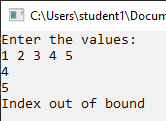 C:\Users\student1\Docum
Enter the values:
1 2 3 4 5
4
5
Index out of bound